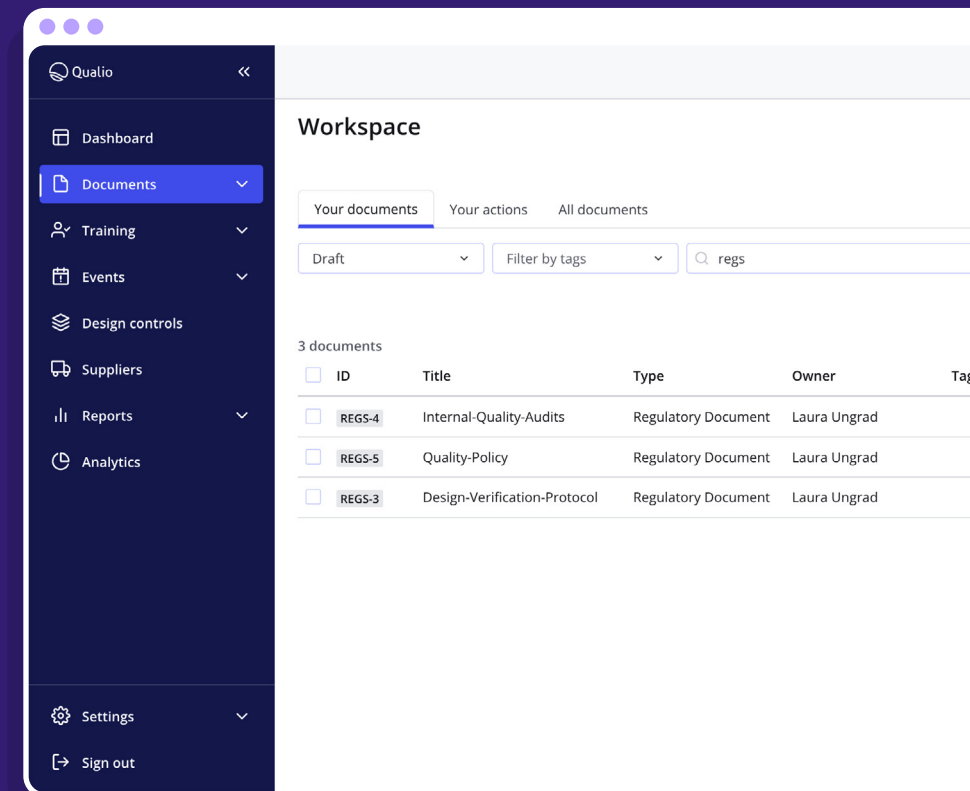 Qualio
Dashboard
Documents
Training
Events
Design controls
Suppliers
Reports
Analytics
Settings
Sign out
Workspace
Your documents Your actions All documents
Draft Filter by tags regs
3 documents
ID Title Type Owner
REGS-4 Internal-Quality-Audits Regulatory Document Laura Ungrad
REGS-5 Quality-Policy Regulatory Document Laura Ungrad
REGS-3 Design-Verification-Protocol Regulatory Document Laura Ungrad